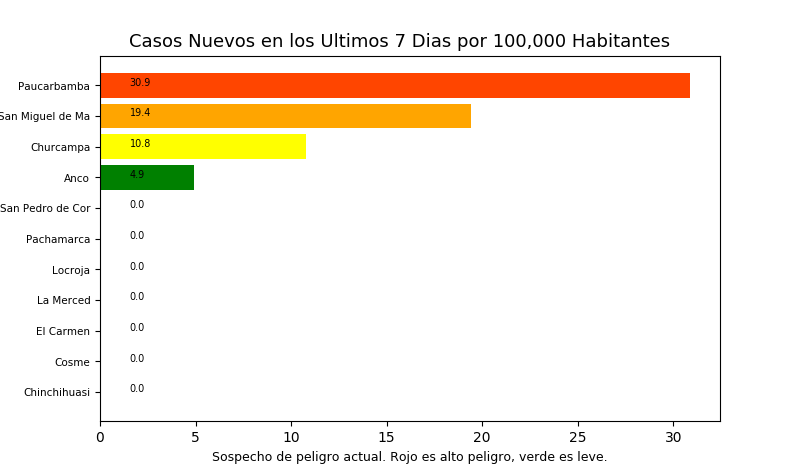 Casos Nuevos en los Ultimos 7 Dias por 100,000 Habitantes
Paucarbamba 30.9
San Miguel de Ma 19.4
Churcampa 10.8
Anco 4.9
San Pedro de Cor 0.0
Pachamarca 0.0
Locroja 0.0
La Merced 0.0
El Carmen 0.0
Cosme 0.0
Chinchihuasi 0.0
0 5 10 15 20 25 30
Sospecho de peligro actual. Rojo es alto peligro, verde es leve.